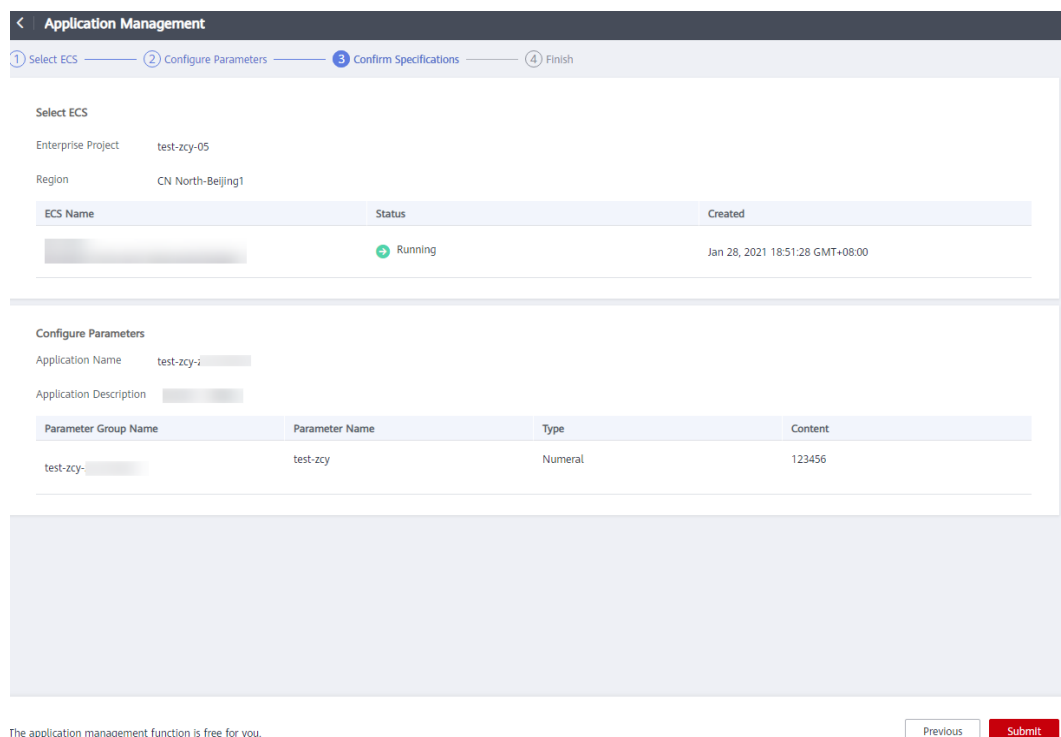 Application Management
1 Select ECS 2 Configure Parameters 3 Confirm Specifications 4 Finish
Select ECS
Enterprise Project test-zcy-05
Region CN North-Beijing1
ECS Name Status Created
Running Jan 28, 2021 18:51:28 GMT+08:00
Configure Parameters
Application Name test-zcy-
Application Description
Parameter Group Name Parameter Name Type Content
test-zcy- test-zcy Numeral 123456
The application management function is free for you. Previous Submit